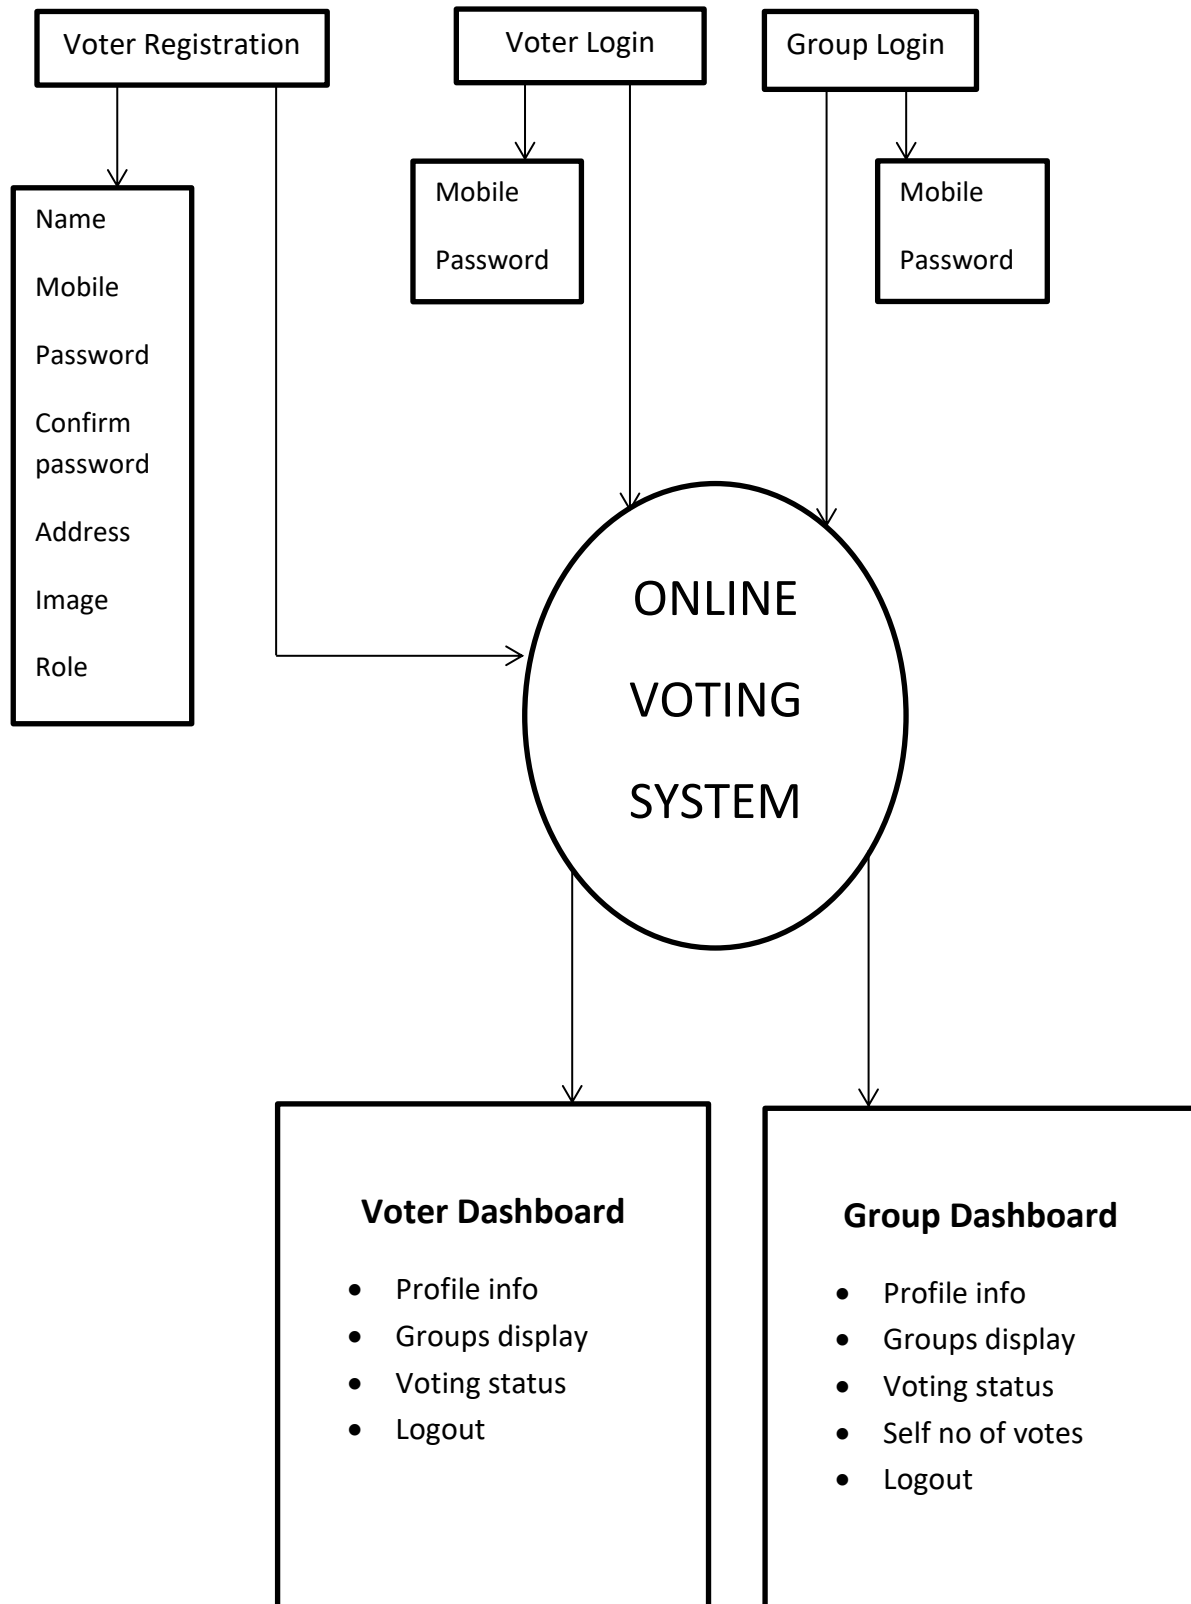 Voter Registration
Voter Login
Group Login
Name
Mobile
Password
Confirm
password
Address
Image
Role
Mobile
Password
Mobile
Password
ONLINE
VOTING
SYSTEM
Voter Dashboard
• Profile info
• Groups display
• Voting status
• Logout
Group Dashboard
• Profile info
• Groups display
• Voting status
• Self no of votes
• Logout